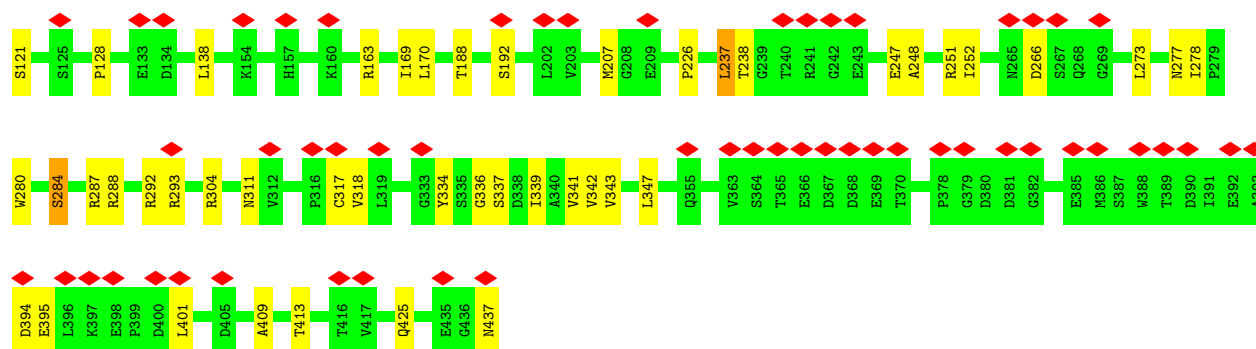 S121 S125 P128 E133 D134 L138 K154 H157 K160 R163 I169 L170 T188 S192 L202 V203 M207 G208 E209 P226 L237 T238 G239 T240 R241 G242 E243 E247 A248 R251 I252 N265 D266 S267 Q268 G269 L273 N277 I278 P279
W280 S284 R287 R288 R292 R293 R304 N311 V312 P316 C317 V318 L319 G333 Y334 S335 G336 S337 D338 I339 A340 V341 V342 V343 L347 Q355 V363 S364 T365 E366 D367 D368 E369 T370 P378 G379 D380 D381 G382 E385 M386 S387 W388 T389 D390 I391 E392
D394 E395 L396 K397 E398 P399 D400 L401 D405 A409 T413 T416 V417 Q425 E435 G436 N437